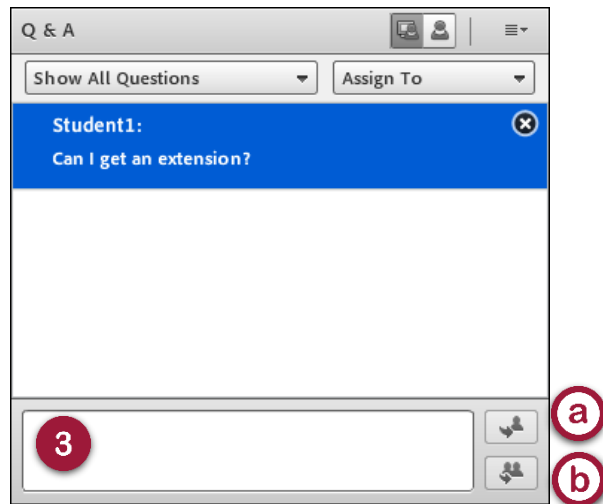 Q & A
Show All Questions
Assign To
Student1:
Can I get an extension?
3
a
b